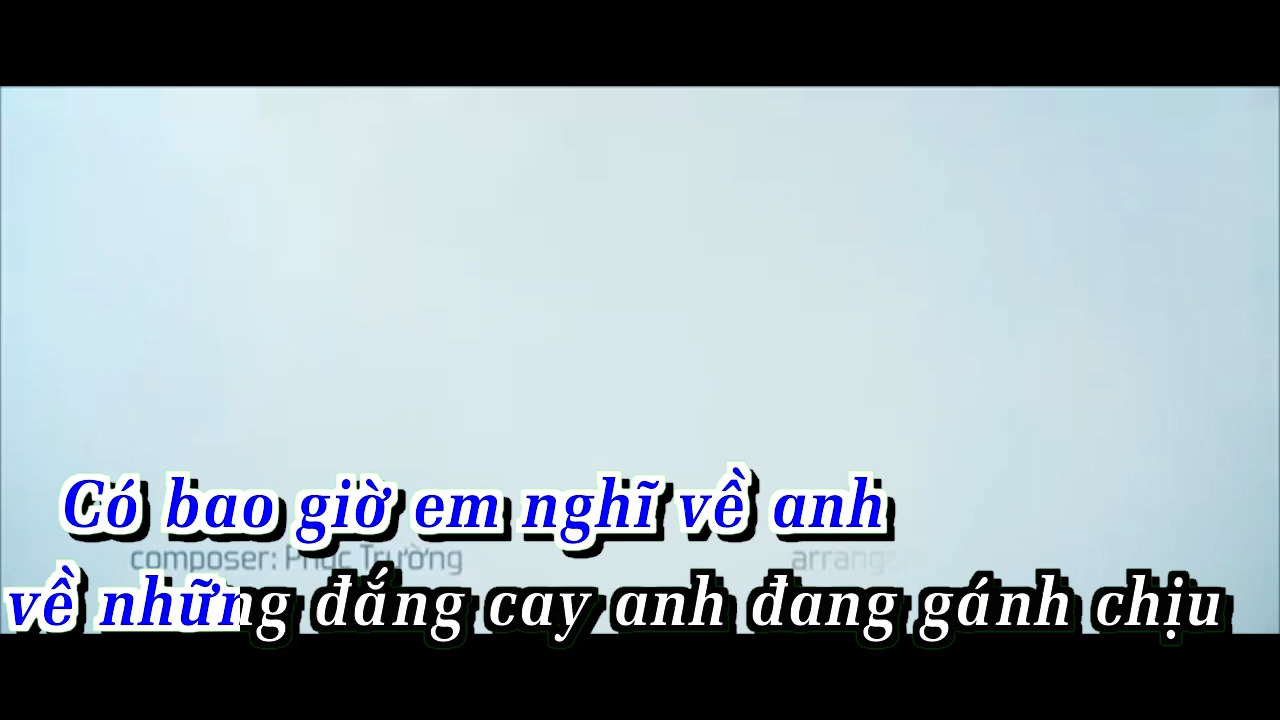 Có bao giờ em nghĩ về anh
composer: Phúc Trường
về những đắng cay anh đang gánh chịu